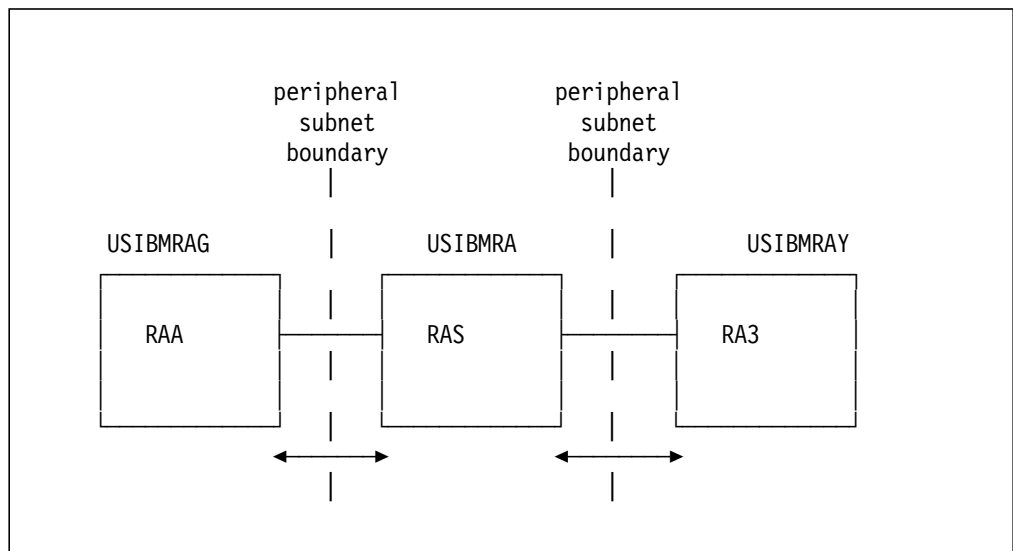 peripheral
subnet
boundary
peripheral
subnet
boundary
USIBMRAG
USIBMRA
USIBMRAY
RAA
RAS
RA3